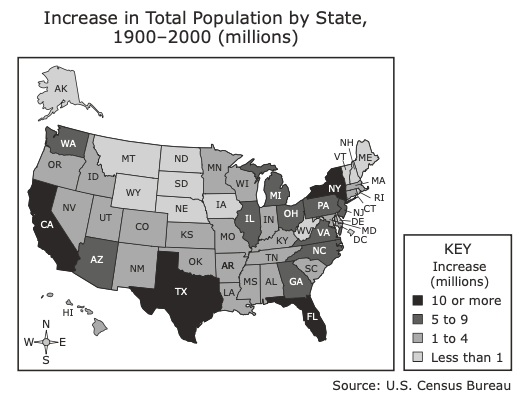 Increase in Total Population by State,
1900–2000 (millions)
AK
WA
OR
ID
MT
ND
MN
WY
SD
WI
MI
NY
VT
NH
ME
MA
RI
CT
NJ
DE
MD
DC
PA
NV
UT
CO
NE
IA
IL
IN
OH
WV
VA
CA
KS
MO
KY
NC
TN
SC
AZ
NM
OK
AR
MS
AL
GA
TX
LA
FL
HI
N
W
E
S
KEY
Increase
(millions)
10 or more
5 to 9
1 to 4
Less than 1
Source: U.S. Census Bureau